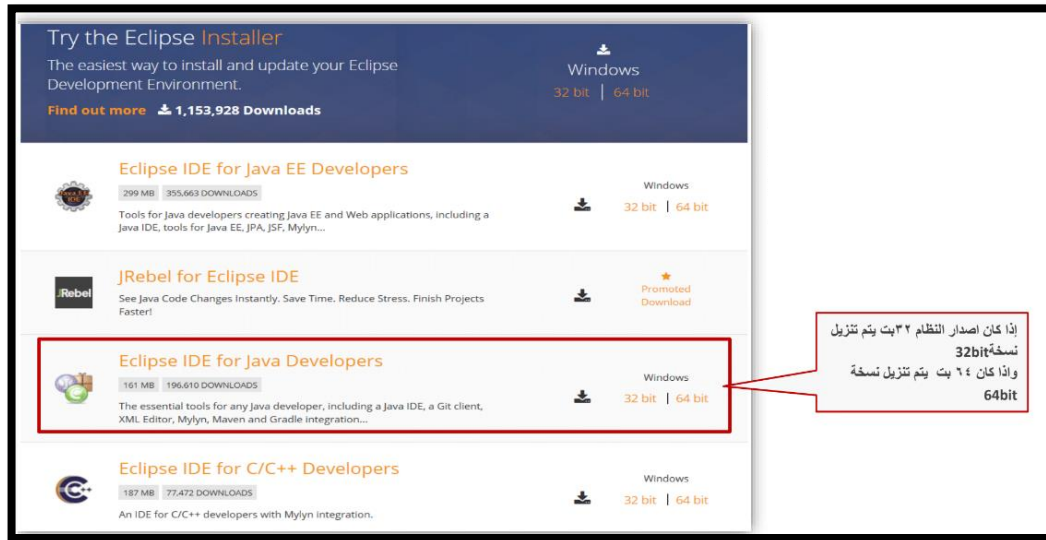 Try the Eclipse Installer
The easiest way to install and update your Eclipse
Development Environment.
Find out more 1,153,928 Downloads
Windows
32 bit | 64 bit
Eclipse IDE for Java EE Developers
299 MB 355,663 DOWNLOADS
Tools for Java developers creating Java EE and Web applications, including a
Java IDE, tools for Java EE, JPA, JSF, Mylyn...
Windows
32 bit | 64 bit
JRebel
JRebel for Eclipse IDE
See Java Code Changes Instantly. Save Time. Reduce Stress. Finish Projects
Faster!
Promoted
Download
Eclipse IDE for Java Developers
161 MB 196,610 DOWNLOADS
The essential tools for any Java developer, including a Java IDE, a Git client,
XML Editor, Mylyn, Maven and Gradle integration...
Windows
32 bit | 64 bit
إذا كان اصدار النظام ٣٢بت يتم تنزيل
نسخة32bit
واذا كان ٦٤ بت يتم تنزيل نسخة
64bit
Eclipse IDE for C/C++ Developers
187 MB 77,472 DOWNLOADS
An IDE for C/C++ developers with Mylyn integration.
Windows
32 bit | 64 bit